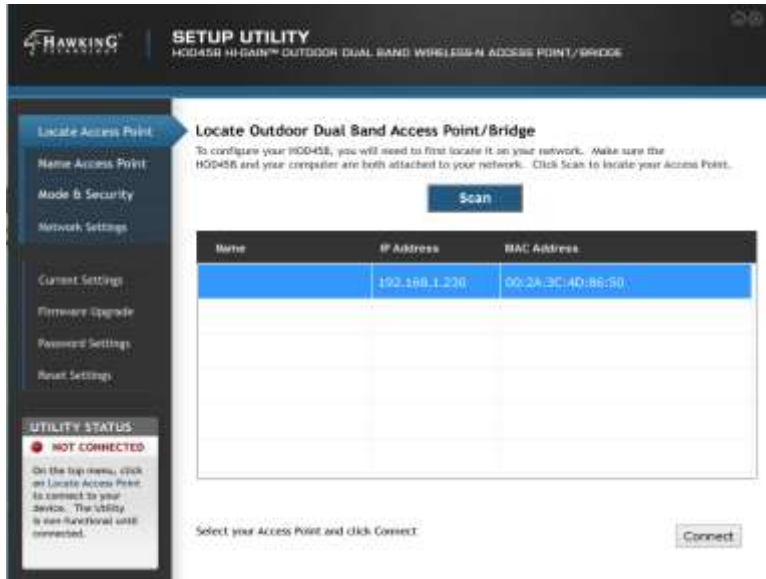 HAWKING
TECHNOLOGY
SETUP UTILITY
HOD45B HI-GAIN™ OUTDOOR DUAL BAND WIRELESS-N ACCESS POINT/BRIDGE
Locate Access Point
Name Access Point
Mode & Security
Network Settings
Current Settings
Firmware Upgrade
Password Settings
Reset Settings
UTILITY STATUS
NOT CONNECTED
On the top menu, click
on Locate Access Point
to connect to your
device. The Utility
is non-functional until
connected.
Locate Outdoor Dual Band Access Point/Bridge
To configure your HOD45B, you will need to first locate it on your network. Make sure the
HOD45B and your computer are both attached to your network. Click Scan to locate your Access Point.
Scan
Name IP Address MAC Address
192.168.1.230 00:2A:3C:4D:86:50
Select your Access Point and click Connect
Connect